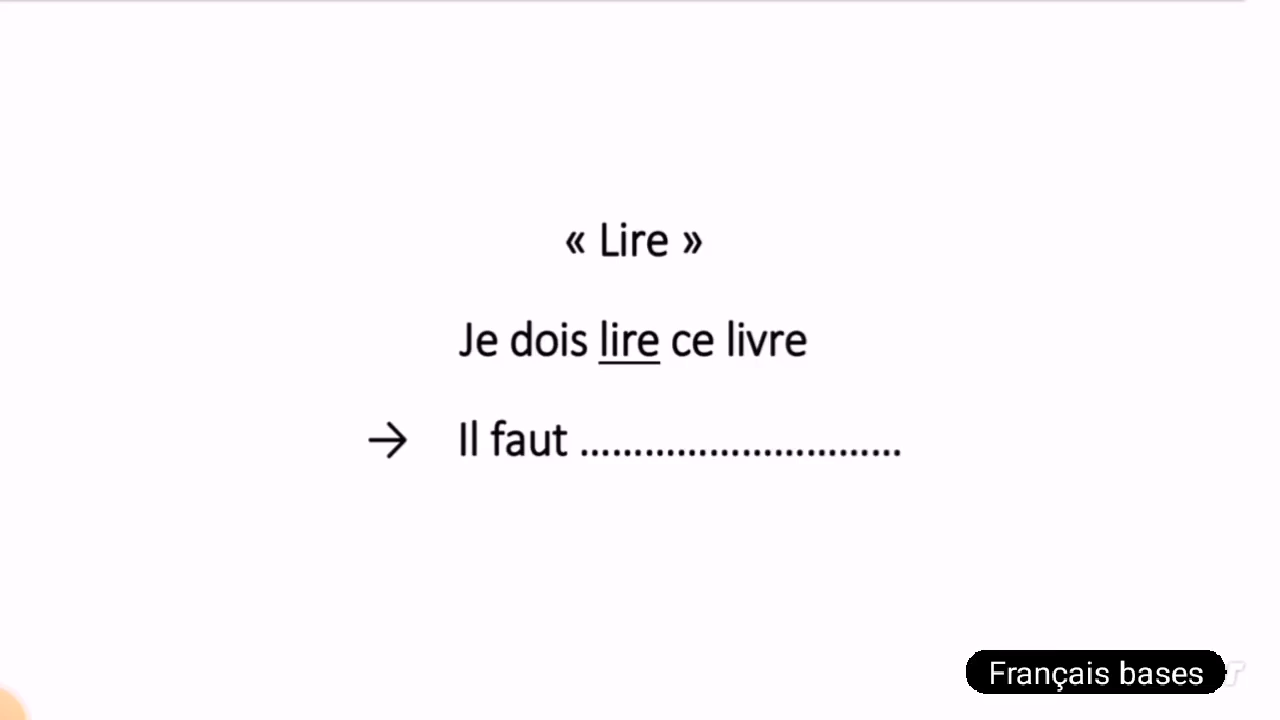 « Lire »
Je dois lire ce livre
→ Il faut ..............................
Français bases